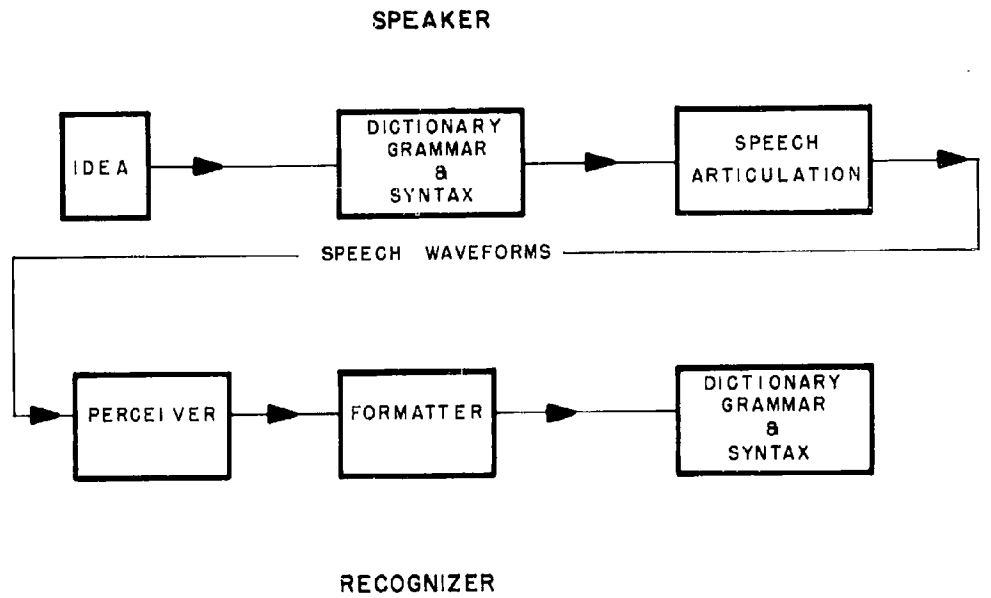 SPEAKER
IDEA
DICTIONARY
GRAMMAR
&
SYNTAX
SPEECH
ARTICULATION
SPEECH WAVEFORMS
PERCEIVER
FORMATTER
DICTIONARY
GRAMMAR
&
SYNTAX
RECOGNIZER